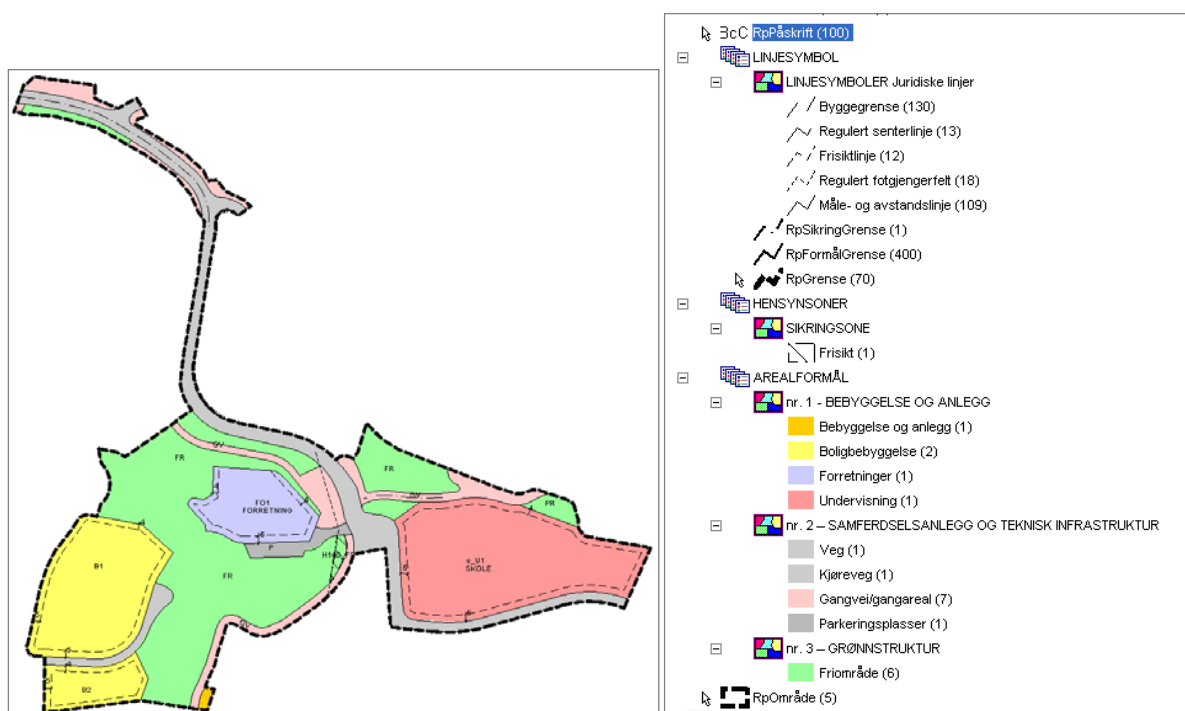 GV
FR
FR
GV
FR
FO1
FORRETNING
P
H140
B1
FR
o_U1
SKOLE
GV
B2
ВcC RpPåskrift (100)
LINJESYMBOL
LINJESYMBOLER Juridiske linjer
Byggegrense (130)
Regulert senterlinje (13)
Frisiktlinje (12)
Regulert fotgjengerfelt (18)
Måle- og avstandslinje (109)
RpSikringGrense (1)
RpFormålGrense (400)
RpGrense (70)
HENSYNSONER
SIKRINGSONE
Frisikt (1)
AREALFORMÅL
nr. 1 - BEBYGGELSE OG ANLEGG
Bebyggelse og anlegg (1)
Boligbebyggelse (2)
Forretninger (1)
Undervisning (1)
nr. 2 – SAMFERDSELSANLEGG OG TEKNISK INFRASTRUKTUR
Veg (1)
Kjøreveg (1)
Gangvei/gangareal (7)
Parkeringsplasser (1)
nr. 3 – GRØNNSTRUKTUR
Friområde (6)
RpOmråde (5)